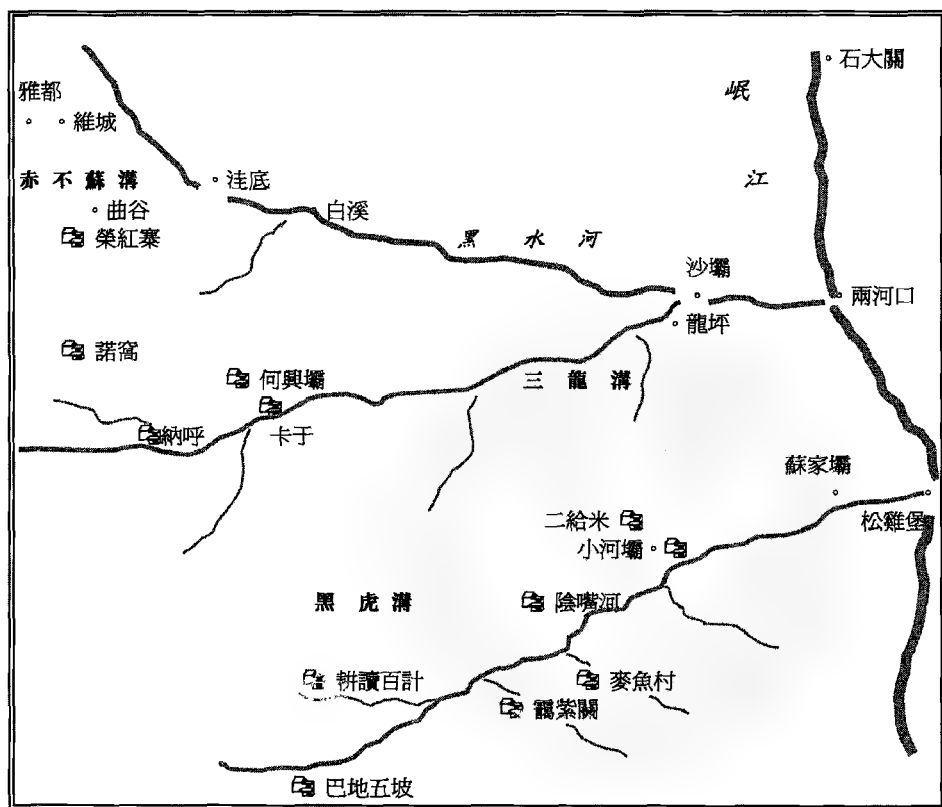 石大關
岷江
雅都
維城
赤不蘇溝
洼底
曲谷
白溪
榮紅寨
黑水河
沙壩
兩河口
龍坪
諾窩
何興壩
三龍溝
納呼
卡于
蘇家壩
二給米
松雞堡
小河壩
黑虎溝
陰嘴河
耕讀百計
麥魚村
靄紫關
巴地五坡